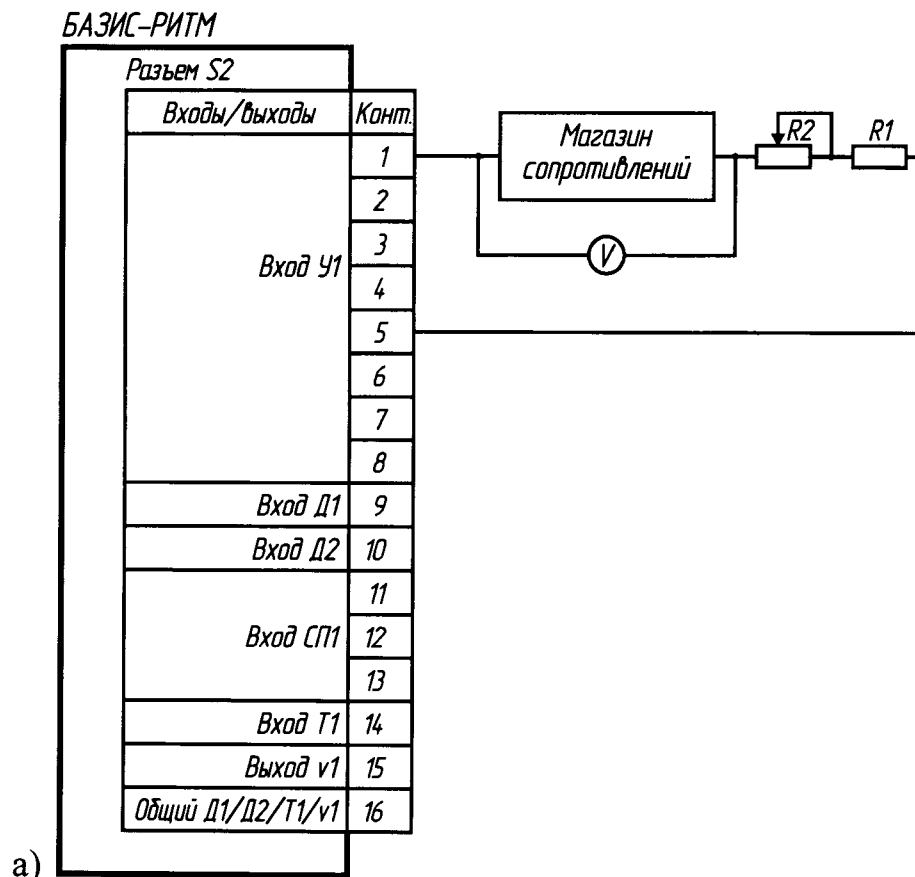 БАЗИС-РИТМ
Разъем S2
Входы/выходы Конт.
1
2
3
Вход У1
4
5
6
7
8
Вход Д1 9
Вход Д2 10
11
Вход СП1 12
13
Вход Т1 14
Выход v1 15
Общий Д1/Д2/Т1/v1 16
Магазин
сопротивлений
R2
R1
V
а)